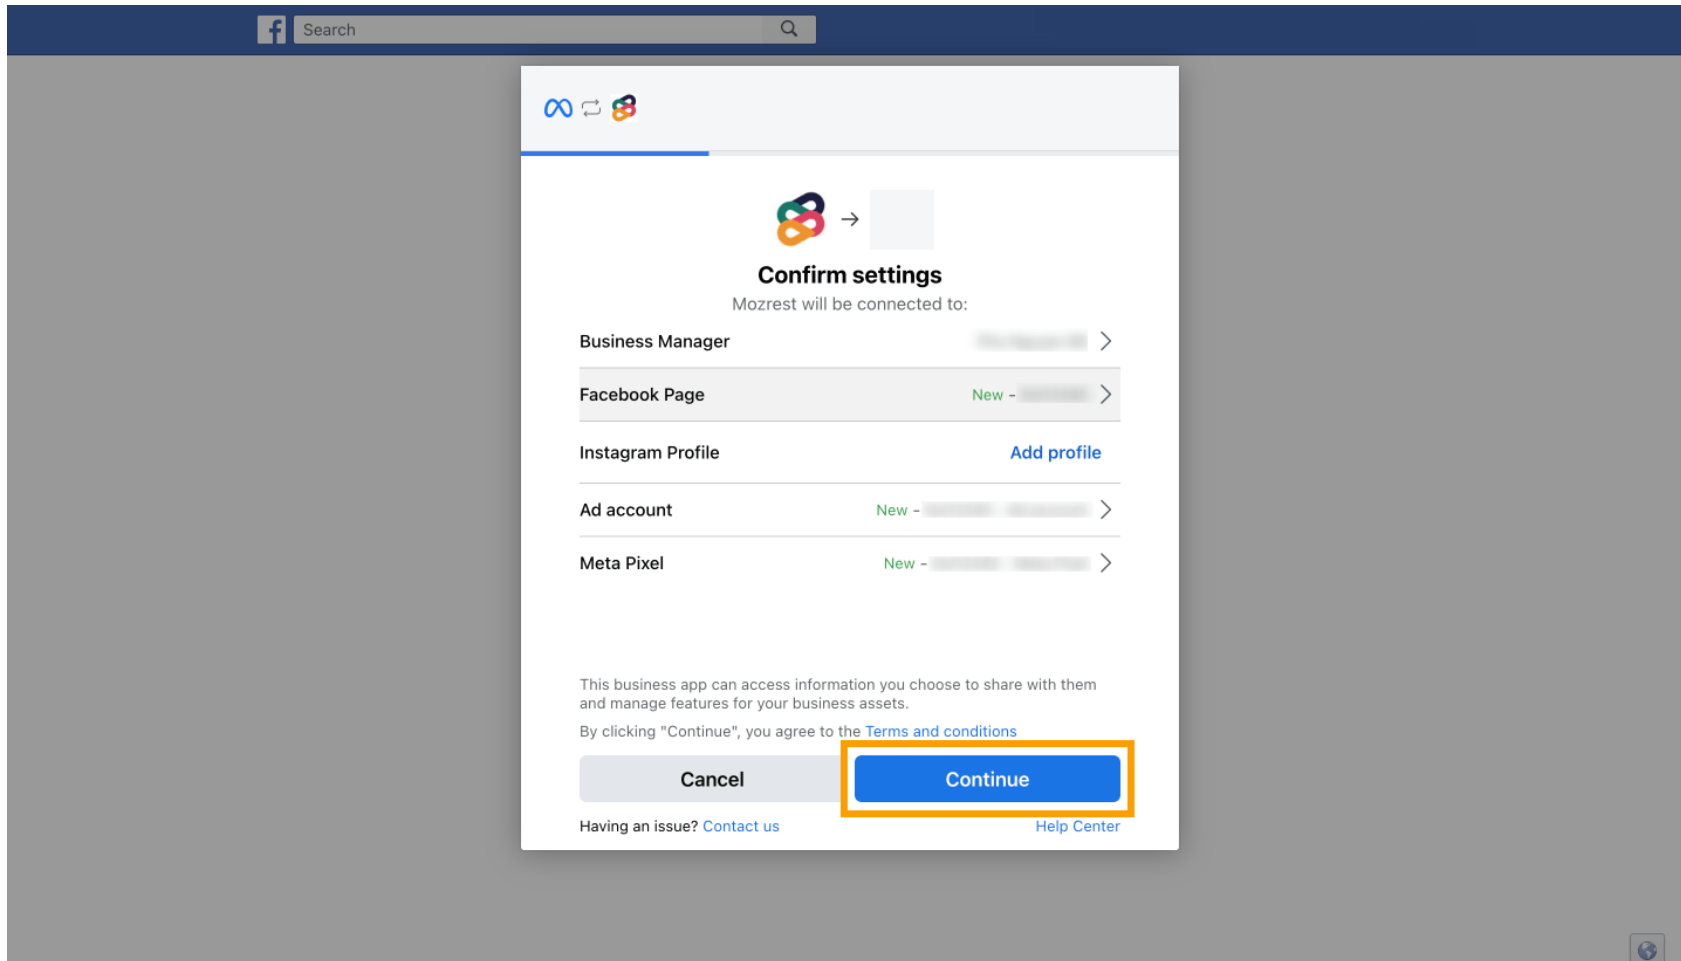 Search
Confirm settings
Mozrest will be connected to:
Business Manager
Facebook Page New -
Instagram Profile Add profile
Ad account New -
Meta Pixel New -
This business app can access information you choose to share with them
and manage features for your business assets.
By clicking "Continue", you agree to the Terms and conditions
Cancel Continue
Having an issue? Contact us Help Center